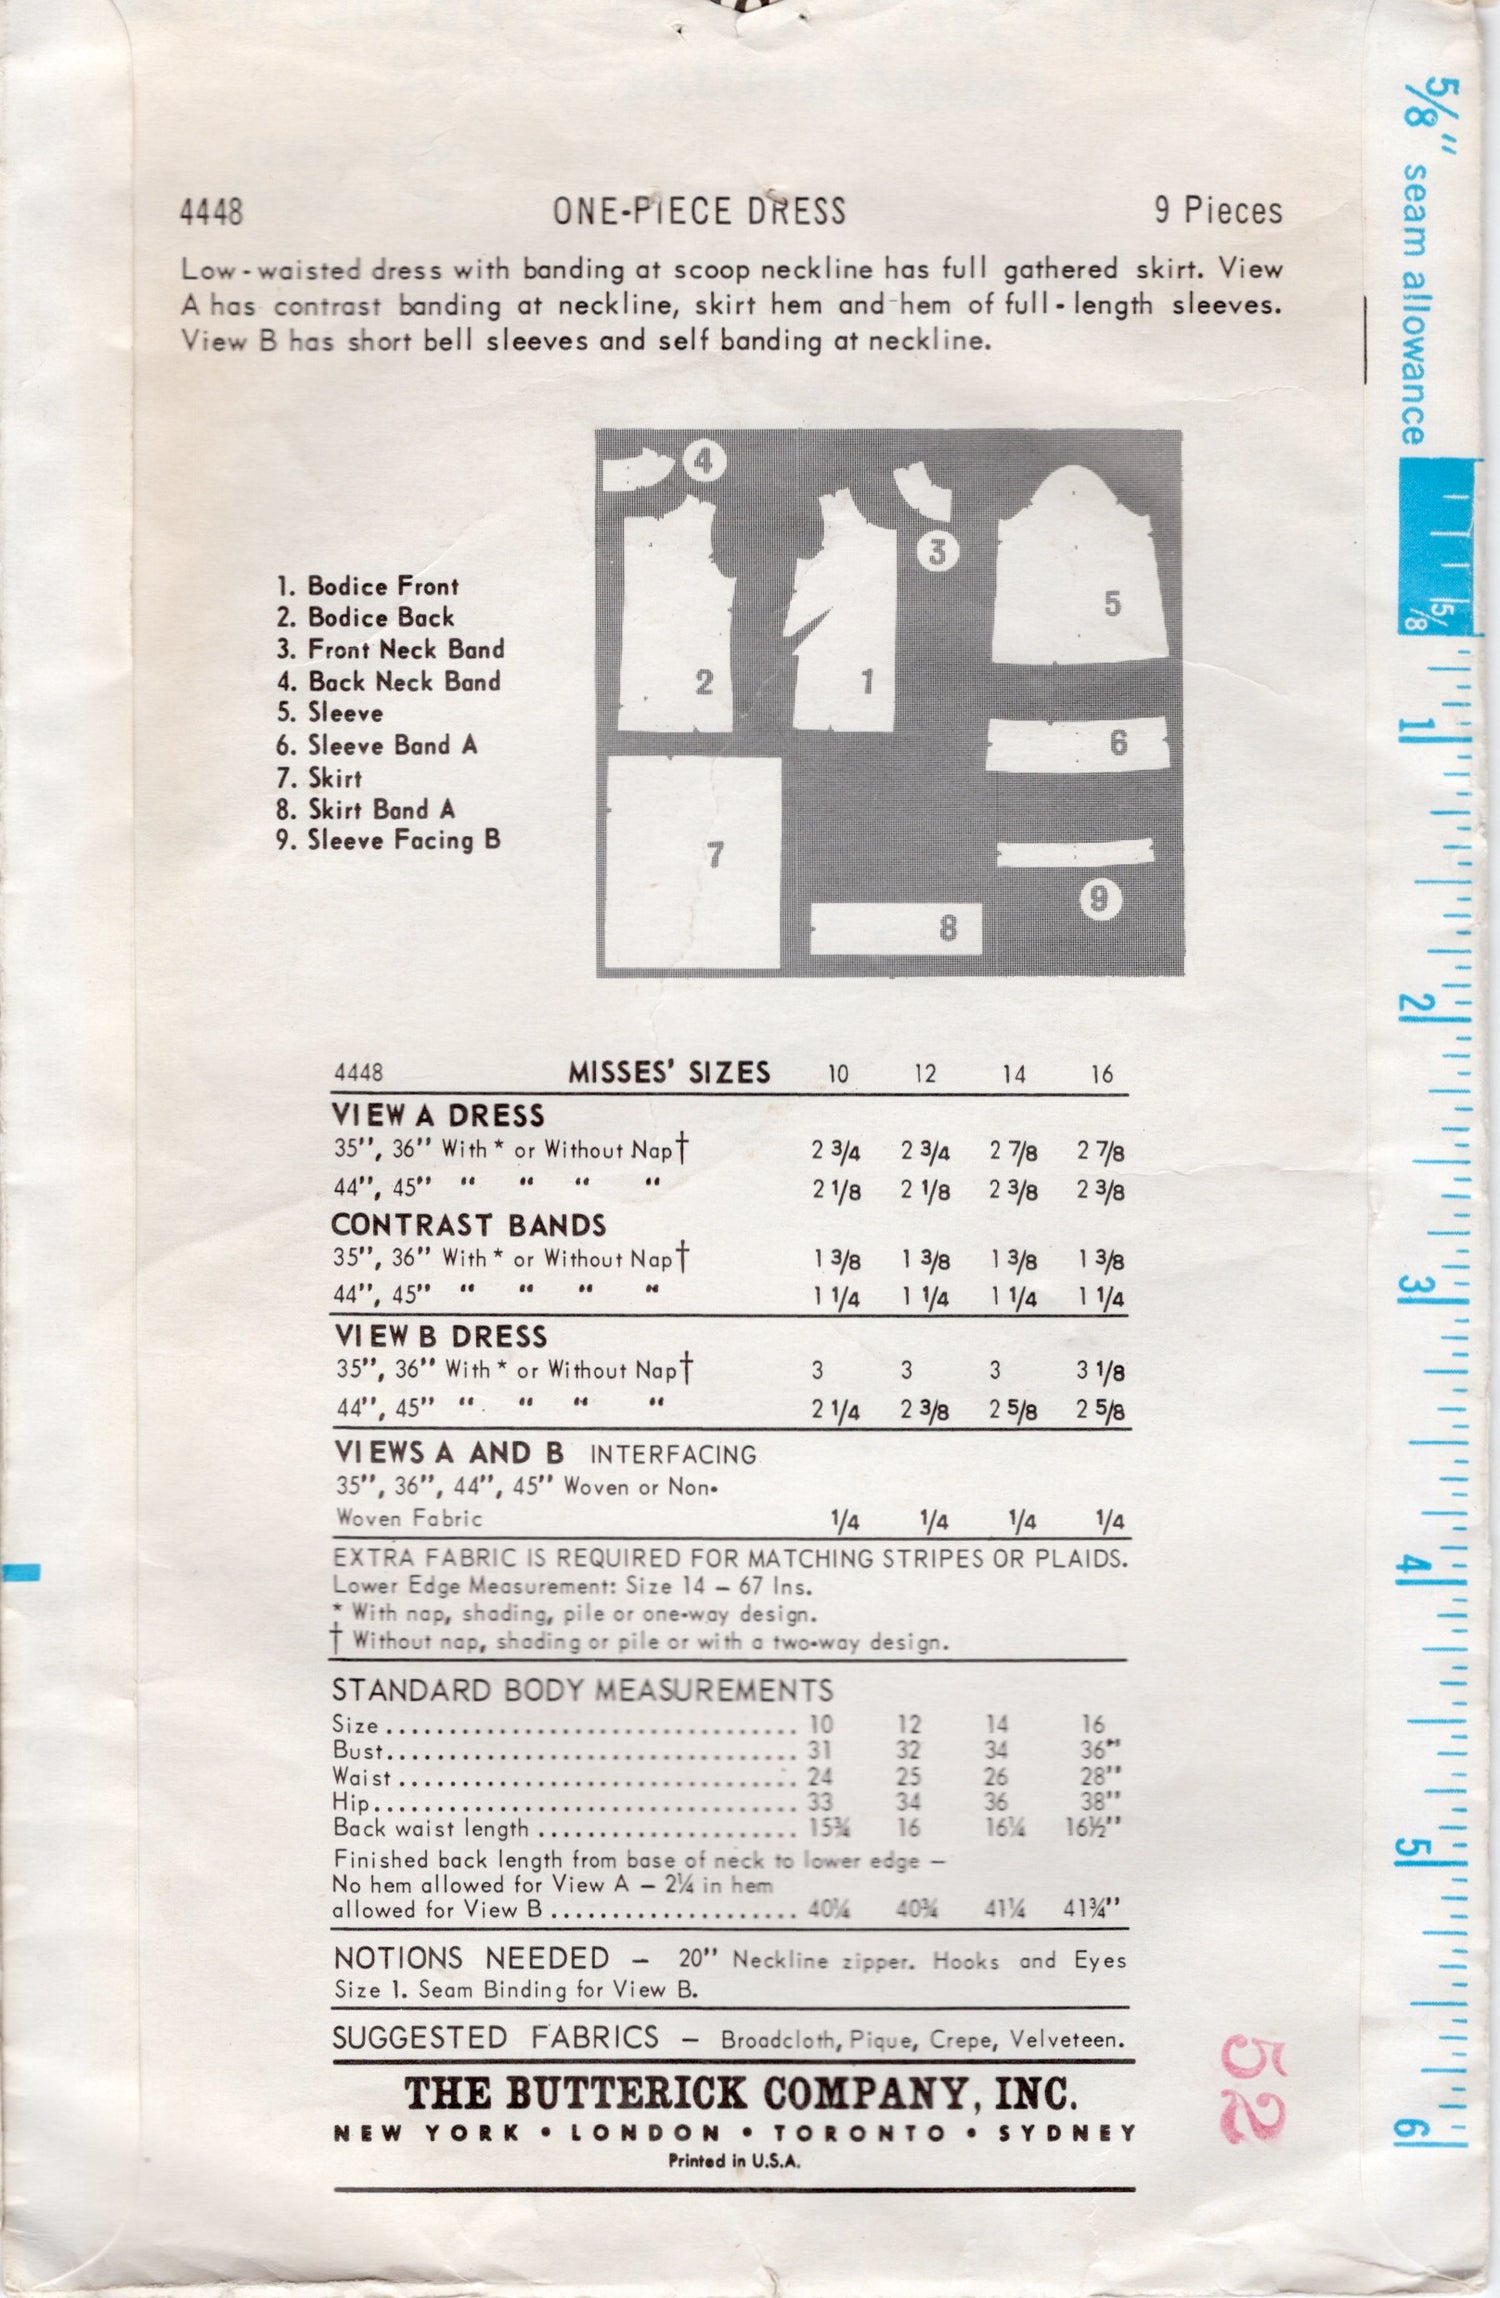 4448 ONE-PIECE DRESS 9 Pieces
Low-waisted dress with banding at scoop neckline has full gathered skirt. View
A has contrast banding at neckline, skirt hem and hem of full-length sleeves.
View B has short bell sleeves and self banding at neckline.
1. Bodice Front
2. Bodice Back
3. Front Neck Band
4. Back Neck Band
5. Sleeve
6. Sleeve Band A
7. Skirt
8. Skirt Band A
9. Sleeve Facing B
4
3
5
2 1
6
7
9
8
4448 MISSES' SIZES 10 12 14 16
VIEW A DRESS
35", 36" With * or Without Nap† 2 3/4 2 3/4 2 7/8 2 7/8
44", 45" " " " " 2 1/8 2 1/8 2 3/8 2 3/8
CONTRAST BANDS
35", 36" With * or Without Nap† 1 3/8 1 3/8 1 3/8 1 3/8
44", 45" " " " " 1 1/4 1 1/4 1 1/4 1 1/4
VIEW B DRESS
35", 36" With * or Without Nap† 3 3 3 3 1/8
44", 45" " " " " 2 1/4 2 3/8 2 5/8 2 5/8
VIEWS A AND B INTERFACING
35", 36", 44", 45" Woven or Non-
Woven Fabric 1/4 1/4 1/4 1/4
EXTRA FABRIC IS REQUIRED FOR MATCHING STRIPES OR PLAIDS.
Lower Edge Measurement: Size 14 — 67 Ins.
* With nap, shading, pile or one-way design.
† Without nap, shading or pile or with a two-way design.
STANDARD BODY MEASUREMENTS
Size ................................. 10 12 14 16
Bust ................................. 31 32 34 36"
Waist ................................ 24 25 26 28"
Hip .................................. 33 34 36 38"
Back waist length ..................... 15¾ 16 16¼ 16½"
Finished back length from base of neck to lower edge —
No hem allowed for View A — 2¼ in hem
allowed for View B .................... 40¼ 40¾ 41¼ 41¾"
NOTIONS NEEDED — 20" Neckline zipper. Hooks and Eyes
Size 1. Seam Binding for View B.
SUGGESTED FABRICS — Broadcloth, Pique, Crepe, Velveteen.
THE BUTTERICK COMPANY, INC.
NEW YORK • LONDON • TORONTO • SYDNEY
Printed in U.S.A.
5/8" seam allowance
5/8
1
2
3
4
5
6
52